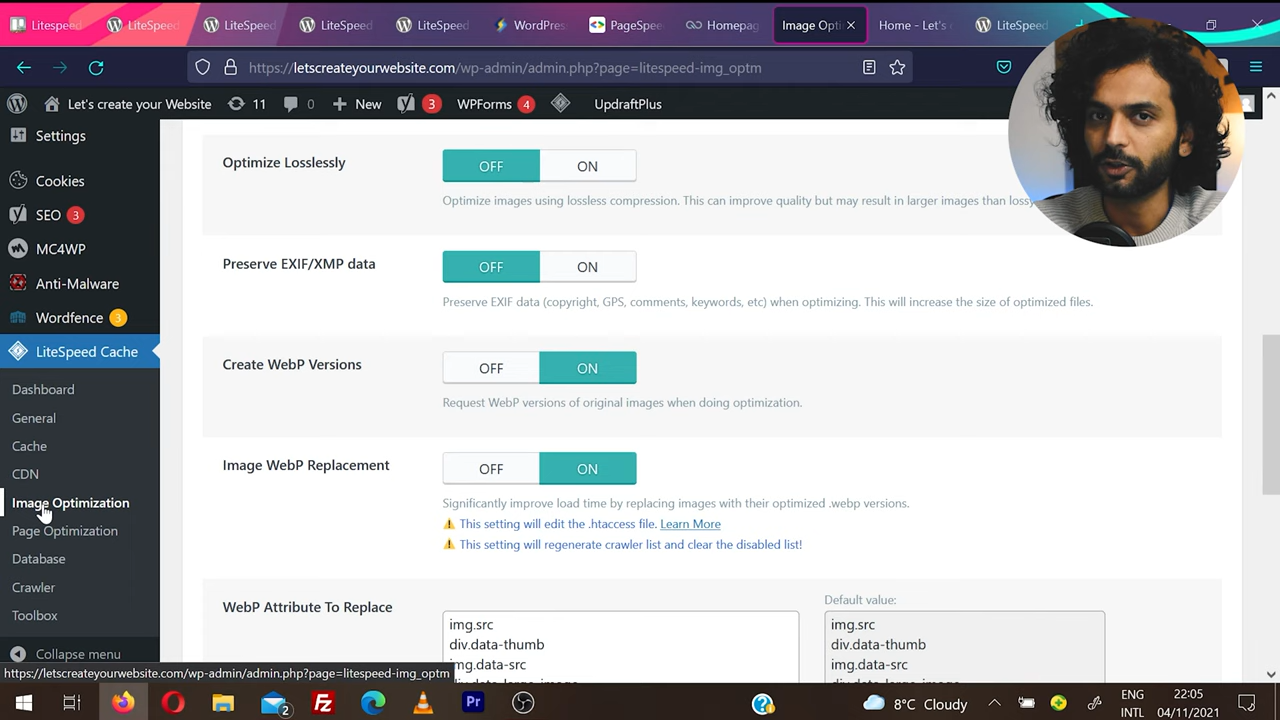 Litespeed
LiteSpeed
LiteSpeed
LiteSpeed
LiteSpeed
WordPress
PageSpee
Homepag
Image Opti
Home - Let's
LiteSpeed
https://letscreateyourwebsite.com/wp-admin/admin.php?page=litespeed-img_optm
Let's create your Website
11
0
New
3
WPForms
4
UpdraftPlus
Settings
Cookies
SEO 3
MC4WP
Anti-Malware
Wordfence 3
LiteSpeed Cache
Dashboard
General
Cache
CDN
Image Optimization
Page Optimization
Database
Crawler
Toolbox
Collapse menu
Optimize Losslessly
OFF ON
Optimize images using lossless compression. This can improve quality but may result in larger images than lossy
Preserve EXIF/XMP data
OFF ON
Preserve EXIF data (copyright, GPS, comments, keywords, etc) when optimizing. This will increase the size of optimized files.
Create WebP Versions
OFF ON
Request WebP versions of original images when doing optimization.
Image WebP Replacement
OFF ON
Significantly improve load time by replacing images with their optimized .webp versions.
This setting will edit the .htaccess file. Learn More
This setting will regenerate crawler list and clear the disabled list!
WebP Attribute To Replace
img.src
div.data-thumb
img.data-src
Default value:
img.src
div.data-thumb
img.data-src
https://letscreateyourwebsite.com/wp-admin/admin.php?page=litespeed-img_optm
2
Pr
8°C Cloudy
ENG
INTL
22:05
04/11/2021